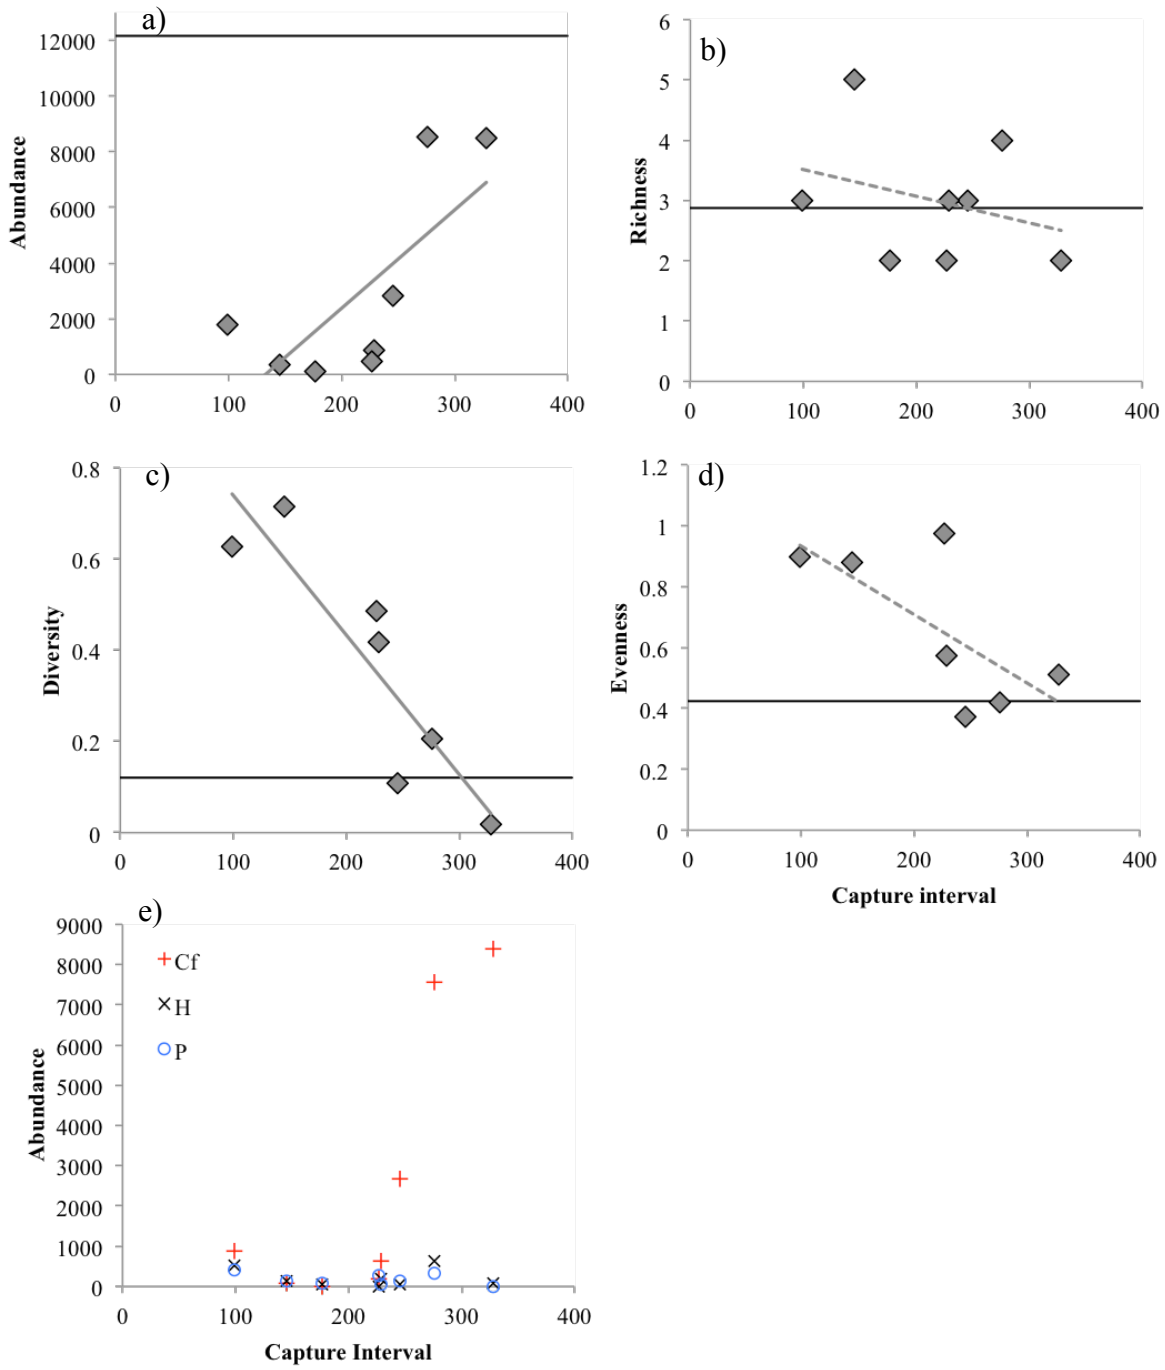 a)
12000
10000
8000
6000
4000
2000
0
0 100 200 300 400
Abundance
b)
6
5
4
3
2
1
0
0 100 200 300 400
Richness
c)
0.8
0.6
0.4
0.2
0
0 100 200 300 400
Diversity
d)
1.2
1
0.8
0.6
0.4
0.2
0
0 100 200 300 400
Evenness
Capture interval
e)
9000
8000
7000
6000
5000
4000
3000
2000
1000
0
0 100 200 300 400
Cf
H
P
Abundance
Capture Interval